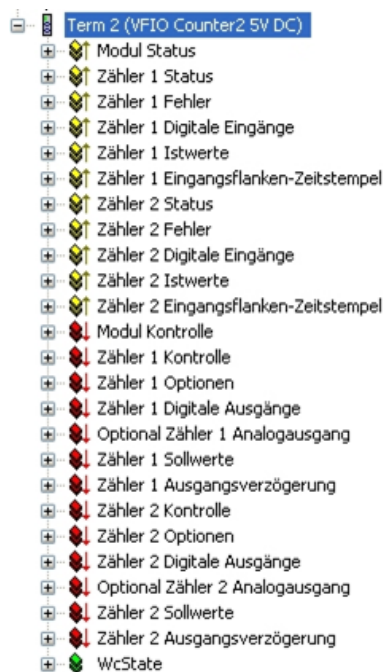 Term 2 (VFIO Counter2 5V DC)
Modul Status
Zähler 1 Status
Zähler 1 Fehler
Zähler 1 Digitale Eingänge
Zähler 1 Istwerte
Zähler 1 Eingangsflanken-Zeitstempel
Zähler 2 Status
Zähler 2 Fehler
Zähler 2 Digitale Eingänge
Zähler 2 Istwerte
Zähler 2 Eingangsflanken-Zeitstempel
Modul Kontrolle
Zähler 1 Kontrolle
Zähler 1 Optionen
Zähler 1 Digitale Ausgänge
Optional Zähler 1 Analogausgang
Zähler 1 Sollwerte
Zähler 1 Ausgangsverzögerung
Zähler 2 Kontrolle
Zähler 2 Optionen
Zähler 2 Digitale Ausgänge
Optional Zähler 2 Analogausgang
Zähler 2 Sollwerte
Zähler 2 Ausgangsverzögerung
WcState